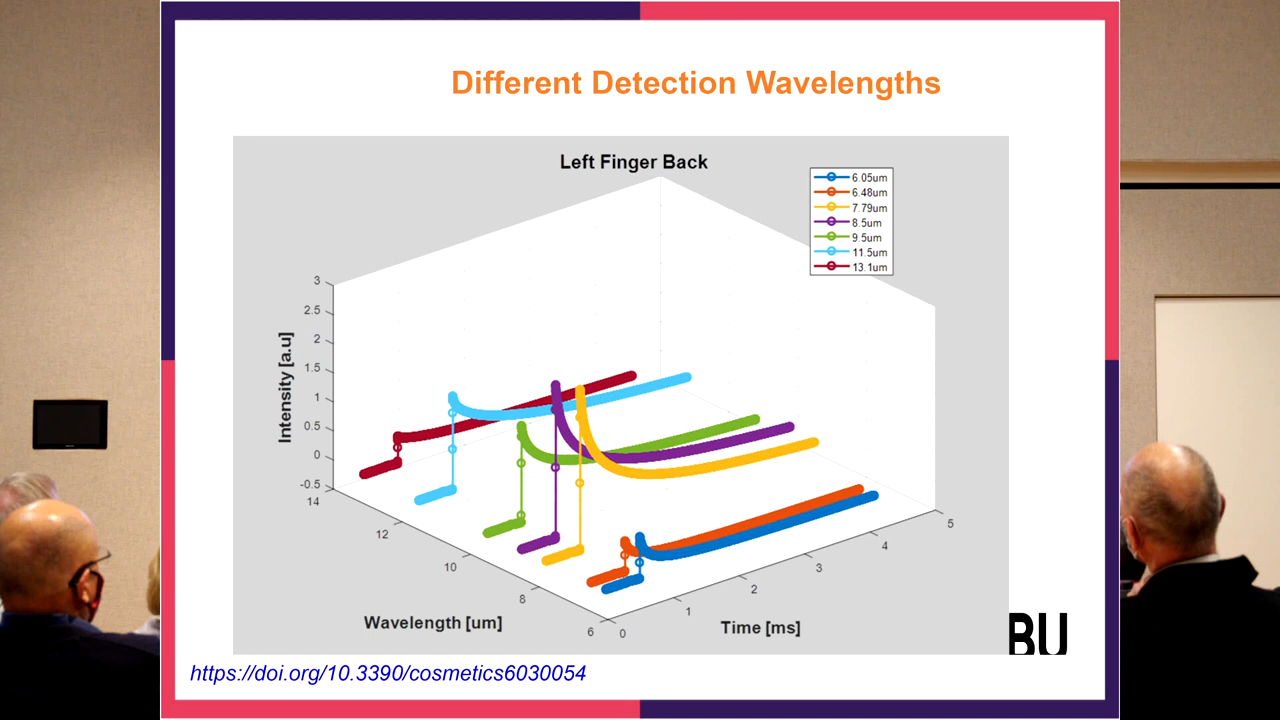 Different Detection Wavelengths
Left Finger Back
6.05um
6.48um
7.79um
8.5um
9.5um
11.5um
13.1um
3
2.5
2
1.5
1
0.5
0
-0.5
Intensity [a.u]
14
12
10
8
6
Wavelength [um]
0
1
2
3
4
5
Time [ms]
BU
https://doi.org/10.3390/cosmetics6030054